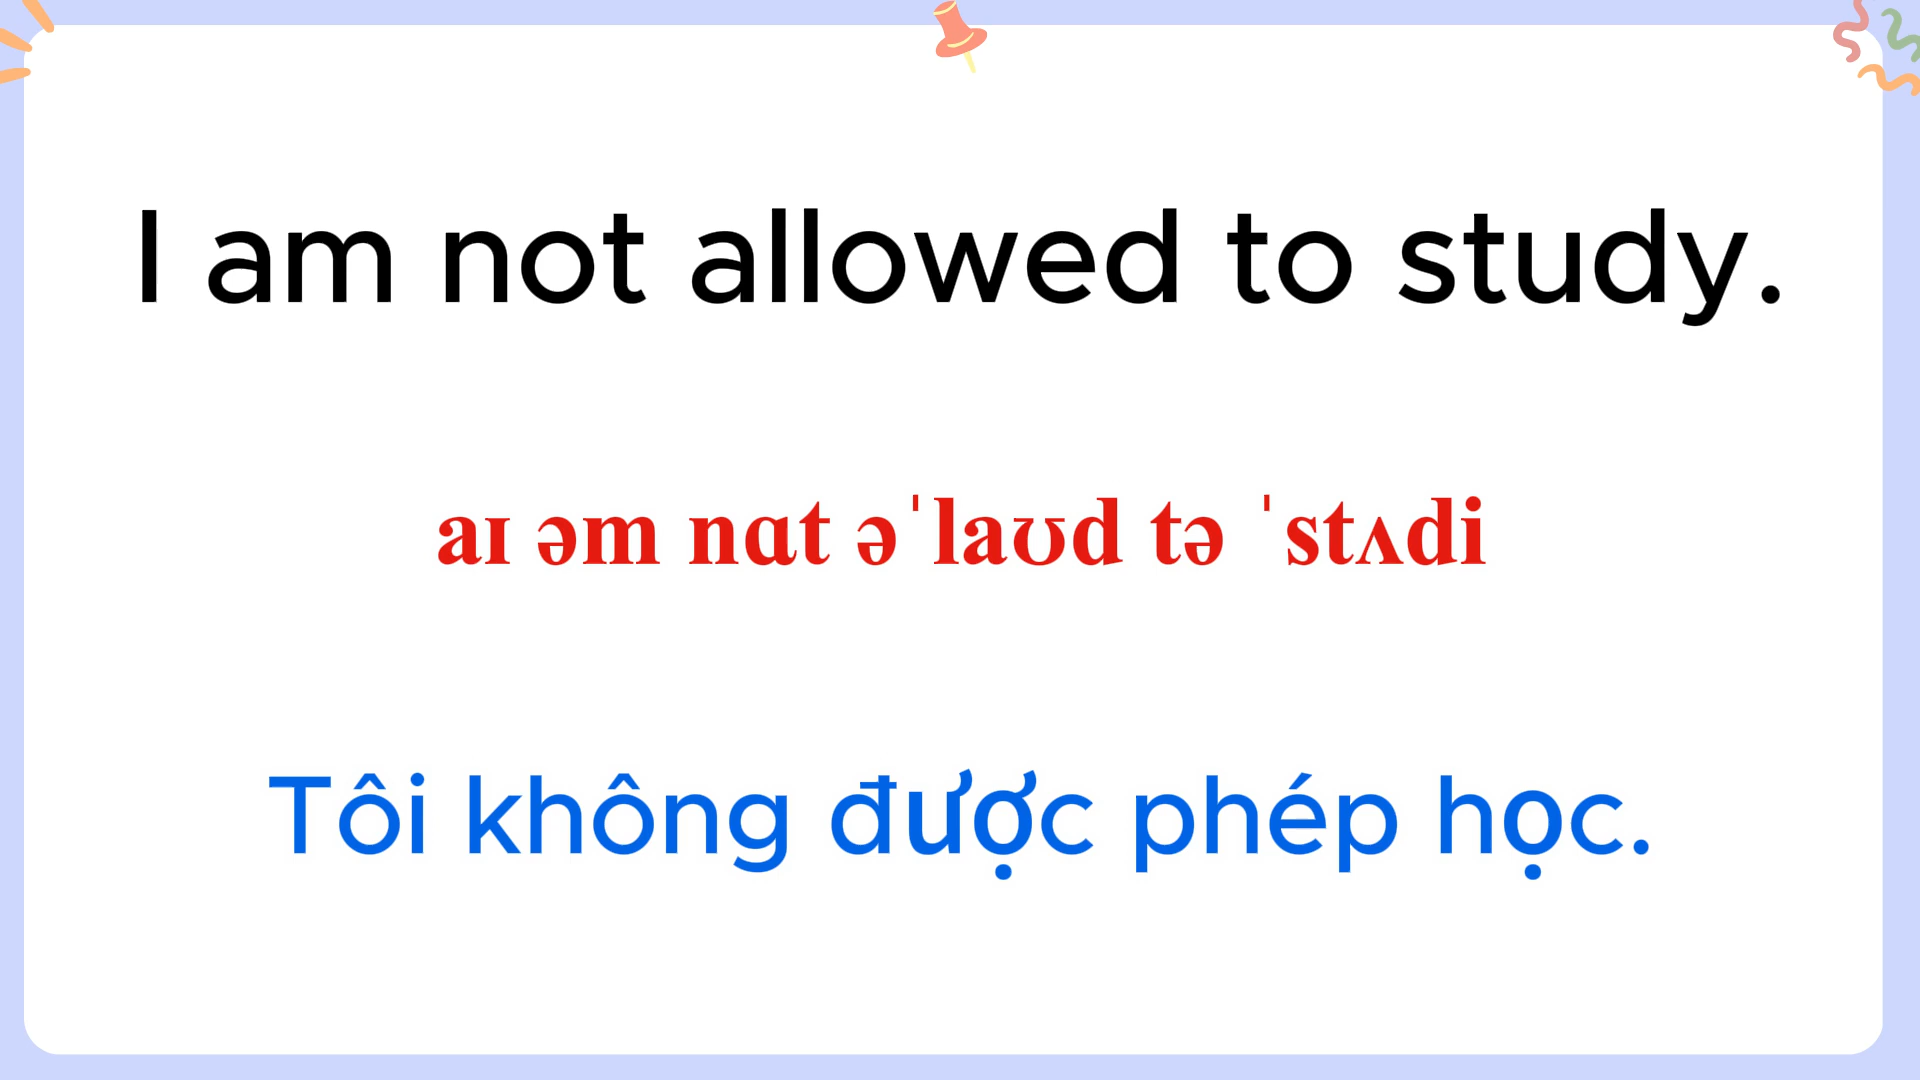 I am not allowed to study.
aɪ əm nɑt əˈlaʊd tə ˈstʌdi
Tôi không được phép học.